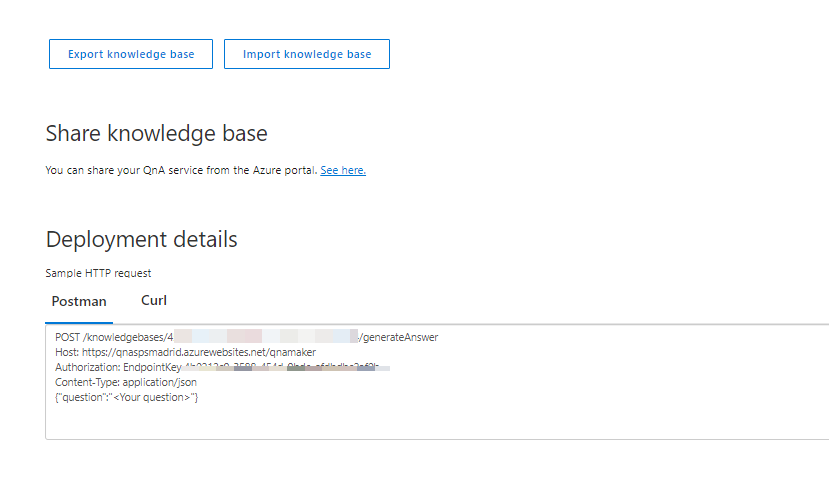 Export knowledge base
Import knowledge base
Share knowledge base
You can share your QnA service from the Azure portal. See here.
Deployment details
Sample HTTP request
Postman
Curl
POST /knowledgebases/4 /generateAnswer
Host: https://qnaspsmadrid.azurewebsites.net/qnamaker
Authorization: EndpointKey
Content-Type: application/json
{"question":"<Your question>"}